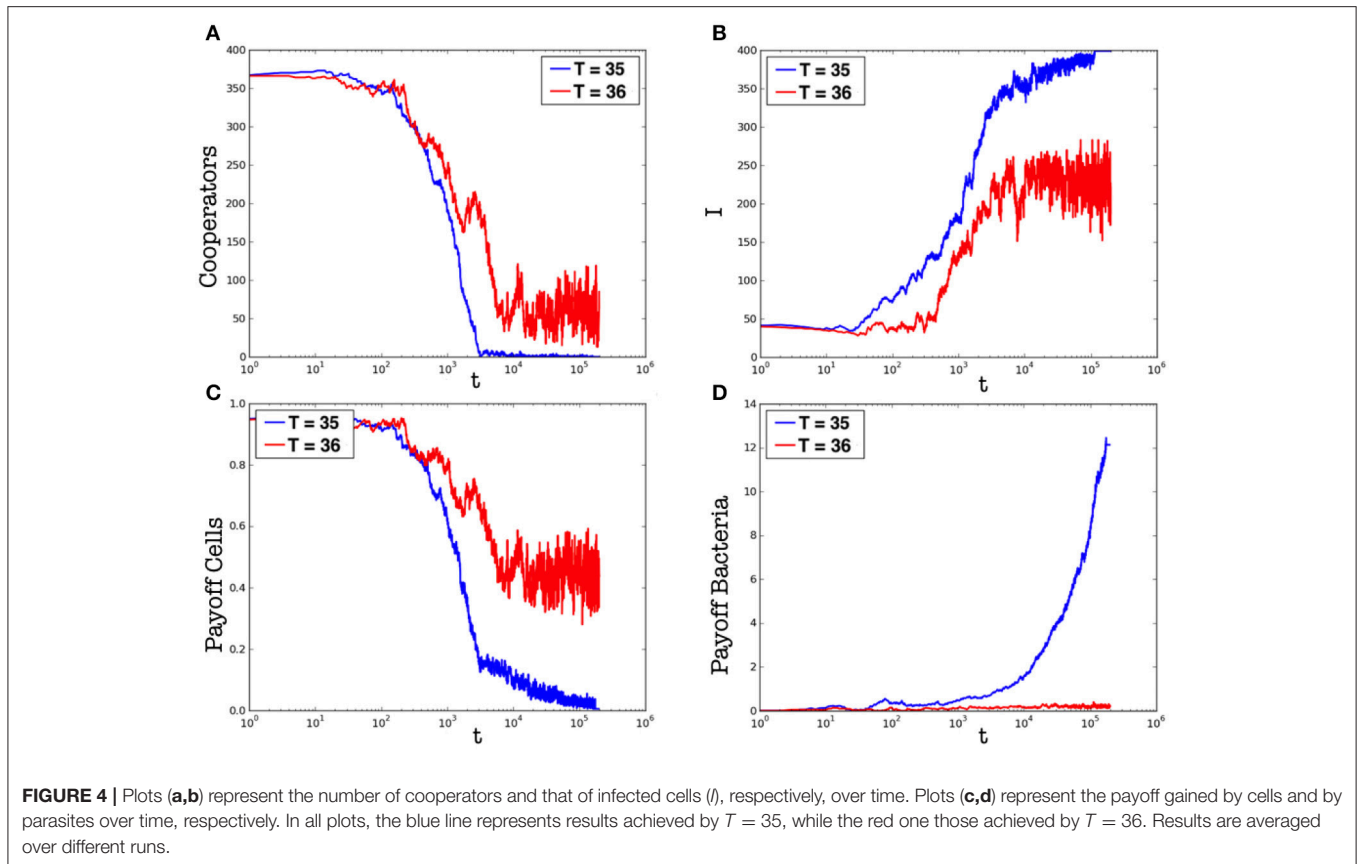 A
B
400
350
300
250
200
150
100
50
0
Cooperators
T = 35
T = 36
10^0 10^1 10^2 10^3 10^4 10^5 10^6
t
400
350
300
250
200
150
100
50
0
I
T = 35
T = 36
10^0 10^1 10^2 10^3 10^4 10^5 10^6
t
C
D
1.0
0.8
0.6
0.4
0.2
0.0
Payoff Cells
T = 35
T = 36
10^0 10^1 10^2 10^3 10^4 10^5 10^6
t
14
12
10
8
6
4
2
0
Payoff Bacteria
T = 35
T = 36
10^0 10^1 10^2 10^3 10^4 10^5 10^6
t
FIGURE 4 | Plots (a,b) represent the number of cooperators and that of infected cells (I), respectively, over time. Plots (c,d) represent the payoff gained by cells and by
parasites over time, respectively. In all plots, the blue line represents results achieved by T = 35, while the red one those achieved by T = 36. Results are averaged
over different runs.